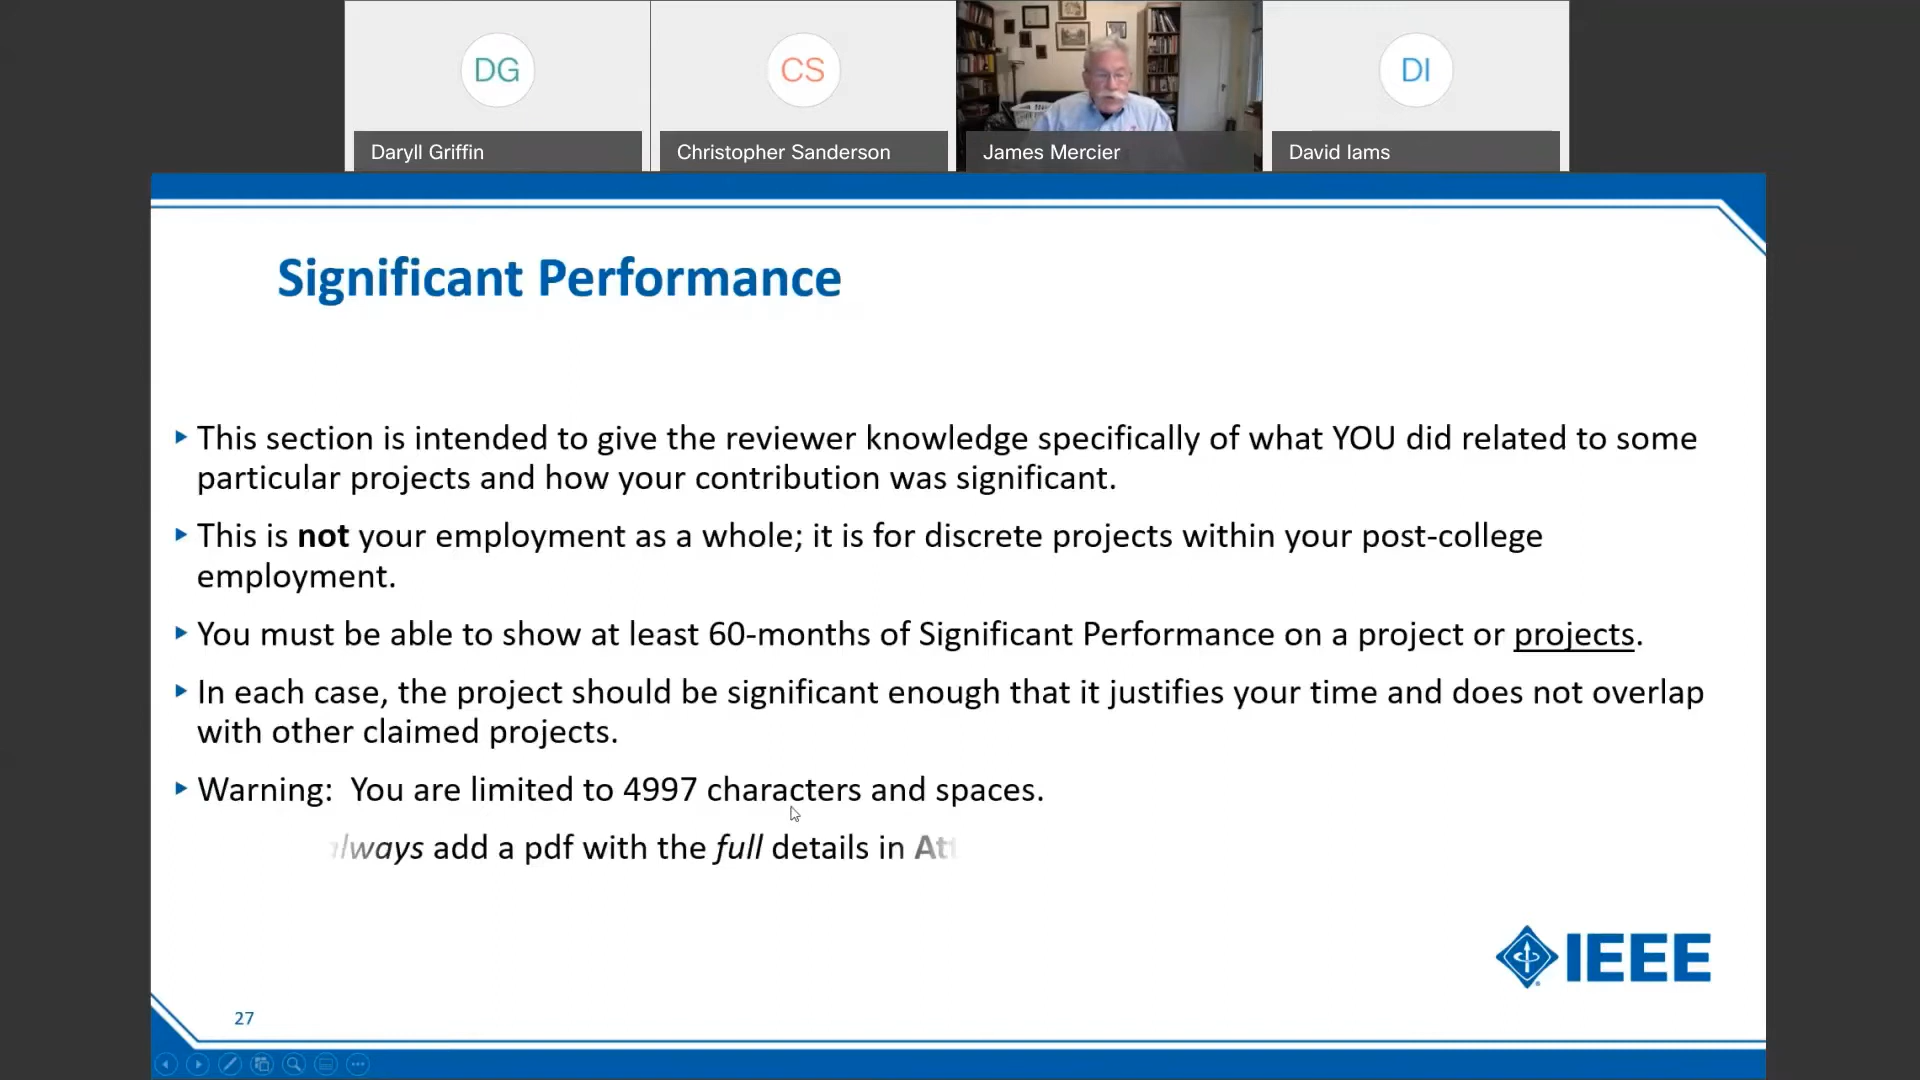 DG
CS
DI
Daryll Griffin
Christopher Sanderson
James Mercier
David Iams
Significant Performance
This section is intended to give the reviewer knowledge specifically of what YOU did related to some
particular projects and how your contribution was significant.
This is not your employment as a whole; it is for discrete projects within your post-college
employment.
You must be able to show at least 60-months of Significant Performance on a project or projects.
In each case, the project should be significant enough that it justifies your time and does not overlap
with other claimed projects.
Warning: You are limited to 4997 characters and spaces.
always add a pdf with the full details in
IEEE
27